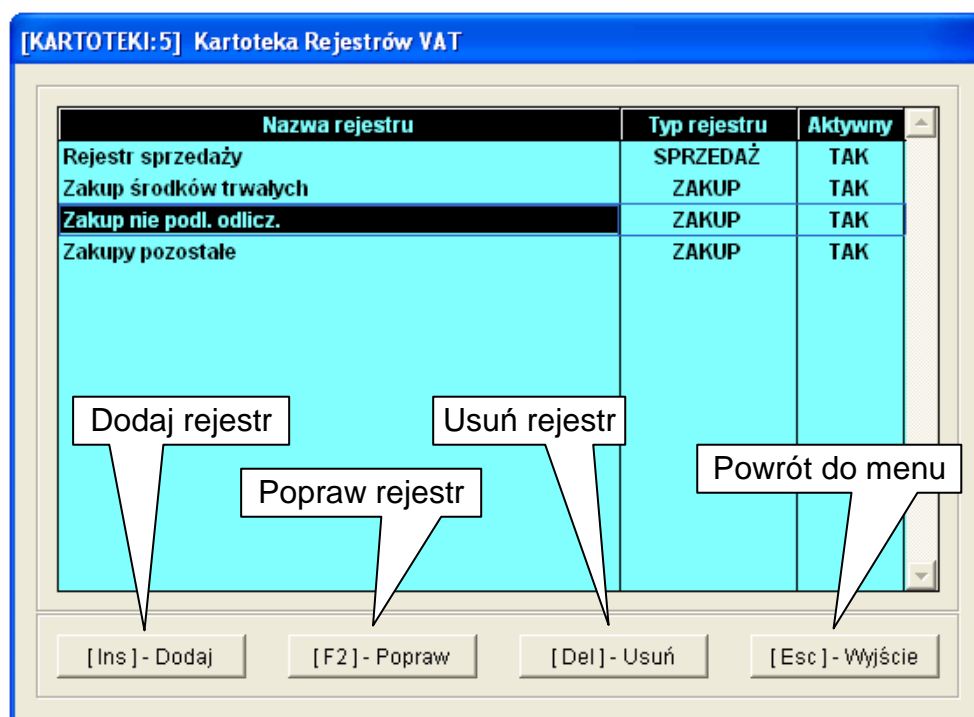 [KARTOTEKI:5] Kartoteka Rejestrów VAT
Nazwa rejestru Typ rejestru Aktywny
Rejestr sprzedaży SPRZEDAŻ TAK
Zakup środków trwałych ZAKUP TAK
Zakup nie podl. odlicz. ZAKUP TAK
Zakupy pozostałe ZAKUP TAK
Dodaj rejestr Usuń rejestr
Powrót do menu
Popraw rejestr
[Ins]-Dodaj [F2]-Popraw [Del]-Usuń [Esc]-Wyjście